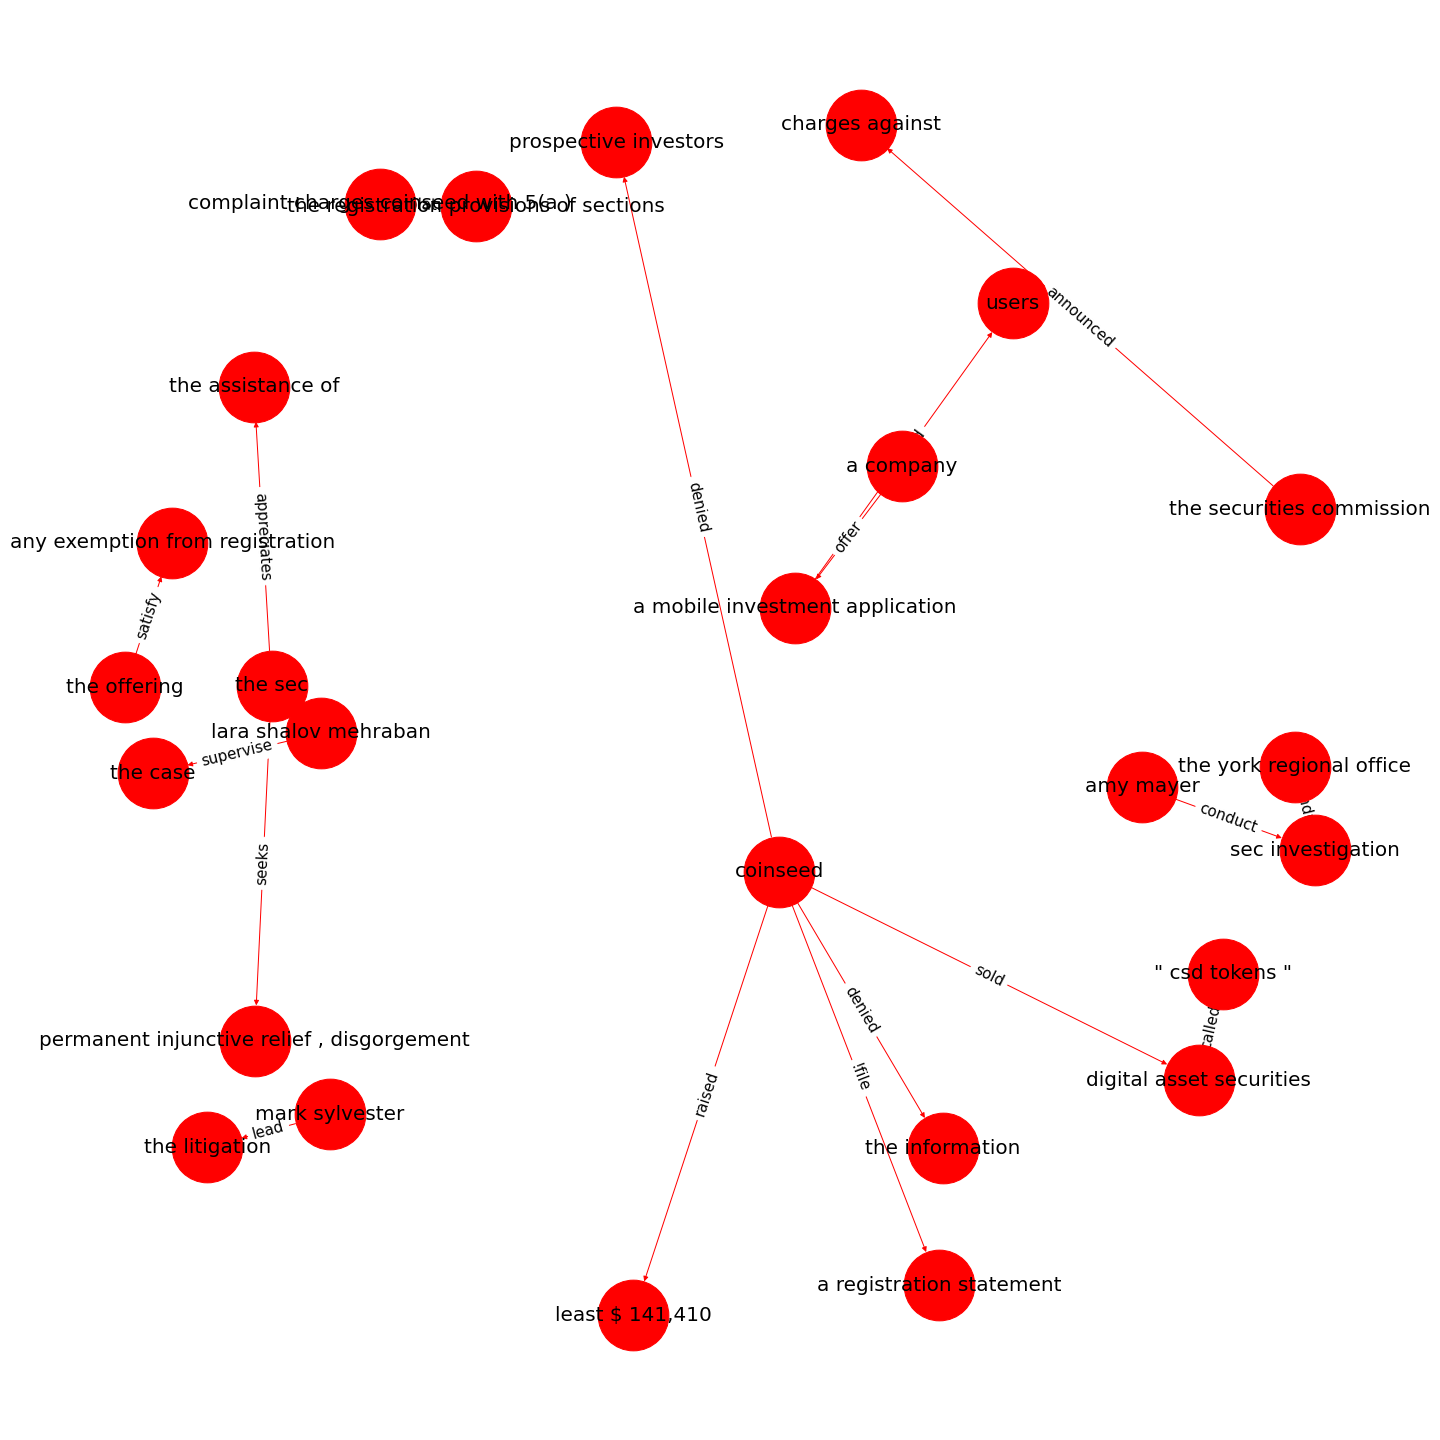 charges against
prospective investors
complaint charges coinseed with 5(a )
the registration provisions of sections
users
announced
the assistance of
a company
denied
appreciates
the securities commission
offer
any exemption from registration
satisfy
a mobile investment application
the offering
the sec
lara shalov mehraban
supervise
the case
the york regional office
amy mayer
conduct
sec investigation
seeks
coinseed
sold
" csd tokens "
denied
called
permanent injunctive relief , disgorgement
!file
digital asset securities
raised
mark sylvester
lead
the litigation
the information
a registration statement
least $ 141,410